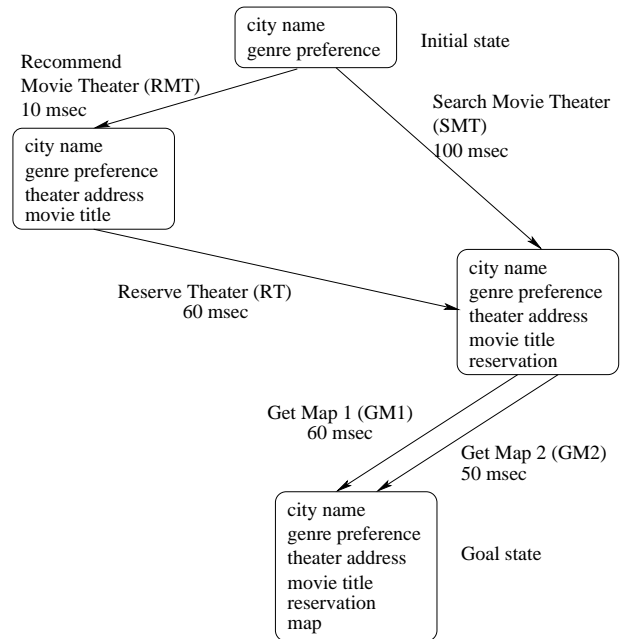 city name
genre preference
Initial state
Recommend
Movie Theater (RMT)
10 msec
Search Movie Theater
(SMT)
100 msec
city name
genre preference
theater address
movie title
Reserve Theater (RT)
60 msec
city name
genre preference
theater address
movie title
reservation
Get Map 1 (GM1)
60 msec
Get Map 2 (GM2)
50 msec
city name
genre preference
theater address
movie title
reservation
map
Goal state